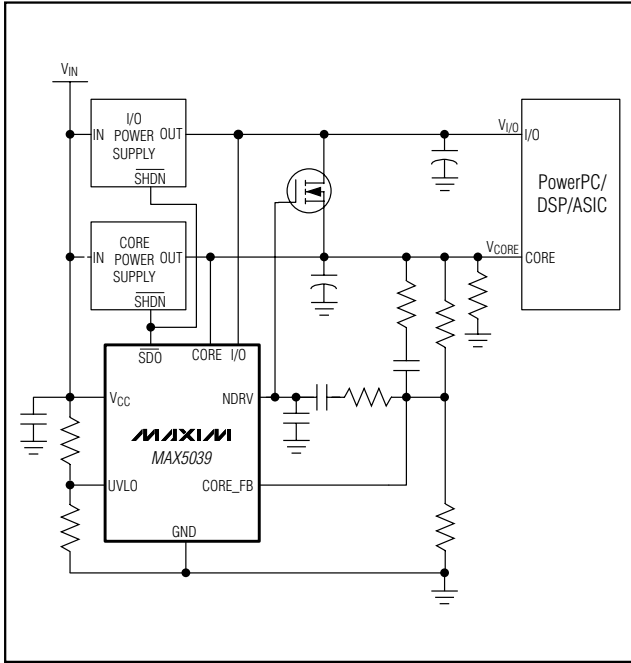 VIN
I/O
IN POWER OUT
SUPPLY
SHDN
VI/O
I/O
PowerPC/
DSP/ASIC
CORE
IN POWER OUT
SUPPLY
SHDN
VCORE
CORE
SDO
CORE I/O
VCC
NDRV
MAXIM
MAX5039
UVLO
CORE_FB
GND